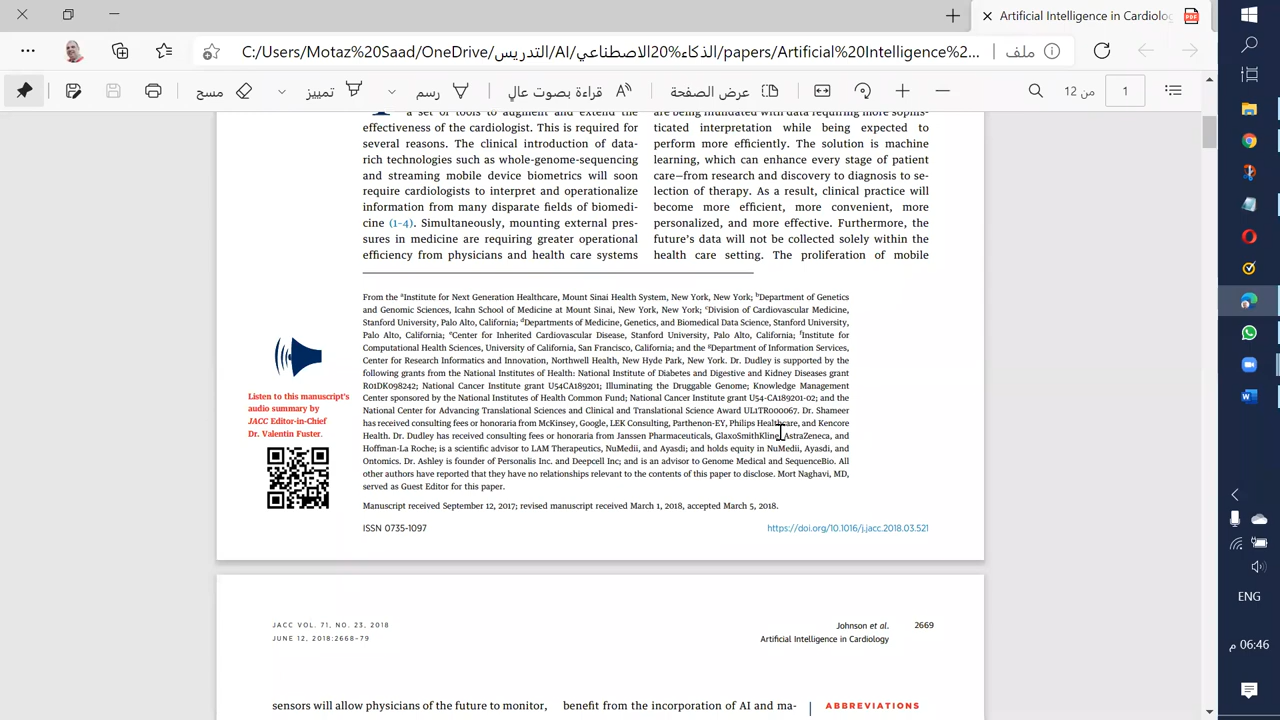 Artificial Intelligence in Cardiolog
C:/Users/Motaz%20Saad/OneDrive/التدريس/AI/الذكاء%20الاصطناعي/papers/Artificial%20Intelligence%2...
ملف
مسح
تمييز
رسم
قراءة بصوت عالٍ
عرض الصفحة
من 12
1
a set of tools to augment and extend the
effectiveness of the cardiologist. This is required for
several reasons. The clinical introduction of data-
rich technologies such as whole-genome-sequencing
and streaming mobile device biometrics will soon
require cardiologists to interpret and operationalize
information from many disparate fields of biomedi-
cine (1–4). Simultaneously, mounting external pres-
sures in medicine are requiring greater operational
efficiency from physicians and health care systems
are being inundated with data requiring more sophis-
ticated interpretation while being expected to
perform more efficiently. The solution is machine
learning, which can enhance every stage of patient
care—from research and discovery to diagnosis to se-
lection of therapy. As a result, clinical practice will
become more efficient, more convenient, more
personalized, and more effective. Furthermore, the
future's data will not be collected solely within the
health care setting. The proliferation of mobile
From the aInstitute for Next Generation Healthcare, Mount Sinai Health System, New York, New York; bDepartment of Genetics
and Genomic Sciences, Icahn School of Medicine at Mount Sinai, New York, New York; cDivision of Cardiovascular Medicine,
Stanford University, Palo Alto, California; dDepartments of Medicine, Genetics, and Biomedical Data Science, Stanford University,
Palo Alto, California; eCenter for Inherited Cardiovascular Disease, Stanford University, Palo Alto, California; fInstitute for
Computational Health Sciences, University of California, San Francisco, California; and the gDepartment of Information Services,
Center for Research Informatics and Innovation, Northwell Health, New Hyde Park, New York. Dr. Dudley is supported by the
following grants from the National Institutes of Health: National Institute of Diabetes and Digestive and Kidney Diseases grant
R01DK098242; National Cancer Institute grant U54CA189201; Illuminating the Druggable Genome; Knowledge Management
Center sponsored by the National Institutes of Health Common Fund; National Cancer Institute grant U54-CA189201-02; and the
National Center for Advancing Translational Sciences and Clinical and Translational Science Award UL1TR000067. Dr. Shameer
has received consulting fees or honoraria from McKinsey, Google, LEK Consulting, Parthenon-EY, Philips Healthcare, and Kencore
Health. Dr. Dudley has received consulting fees or honoraria from Janssen Pharmaceuticals, GlaxoSmithKline, AstraZeneca, and
Hoffman-La Roche; is a scientific advisor to LAM Therapeutics, NuMedii, and Ayasdi; and holds equity in NuMedii, Ayasdi, and
Ontomics. Dr. Ashley is founder of Personalis Inc. and Deepcell Inc; and is an advisor to Genome Medical and SequenceBio. All
other authors have reported that they have no relationships relevant to the contents of this paper to disclose. Mort Naghavi, MD,
served as Guest Editor for this paper.
Manuscript received September 12, 2017; revised manuscript received March 1, 2018, accepted March 5, 2018.
Listen to this manuscript's
audio summary by
JACC Editor-in-Chief
Dr. Valentin Fuster.
ISSN 0735-1097
https://doi.org/10.1016/j.jacc.2018.03.521
JACC VOL. 71, NO. 23, 2018
JUNE 12, 2018:2668–79
Johnson et al. 2669
Artificial Intelligence in Cardiology
sensors will allow physicians of the future to monitor,
benefit from the incorporation of AI and ma-
ABBREVIATIONS
ENG
06:46 م